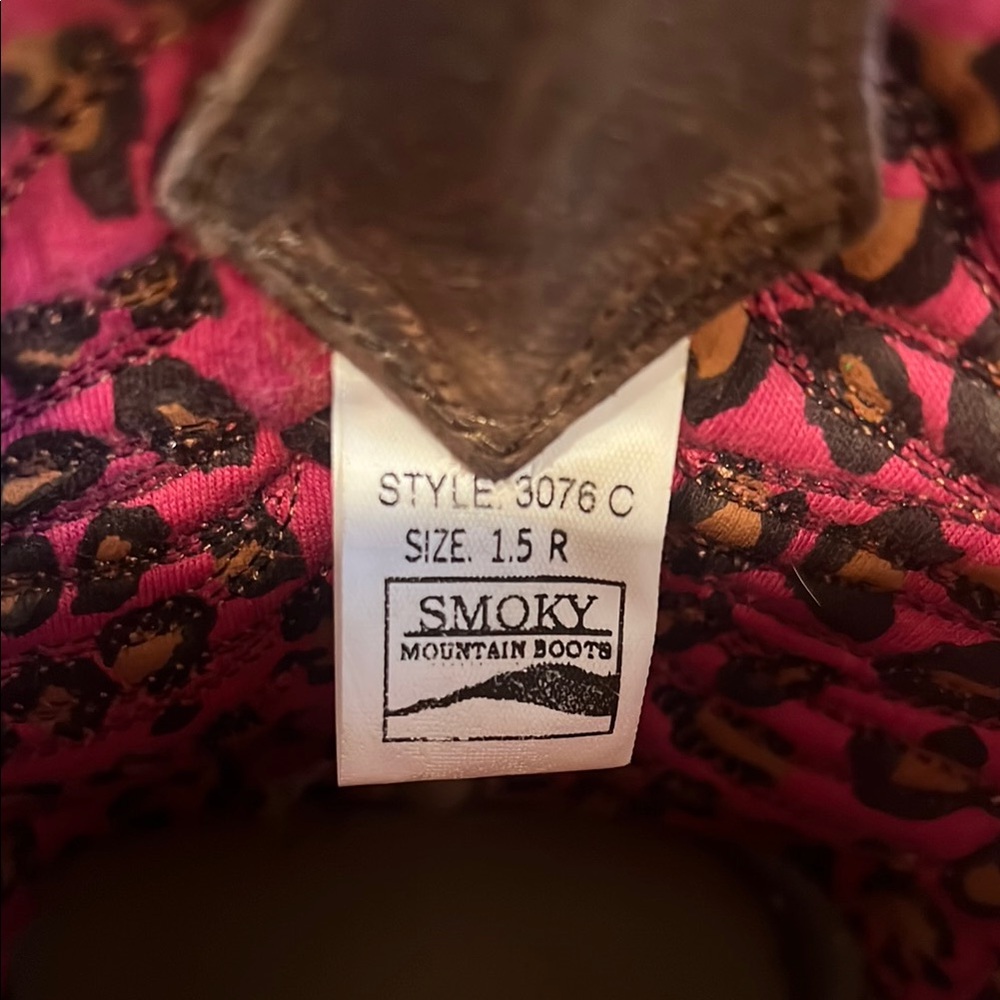 STYLE. 3076 C
SIZE. 1.5 R
SMOKY
MOUNTAIN BOOTS